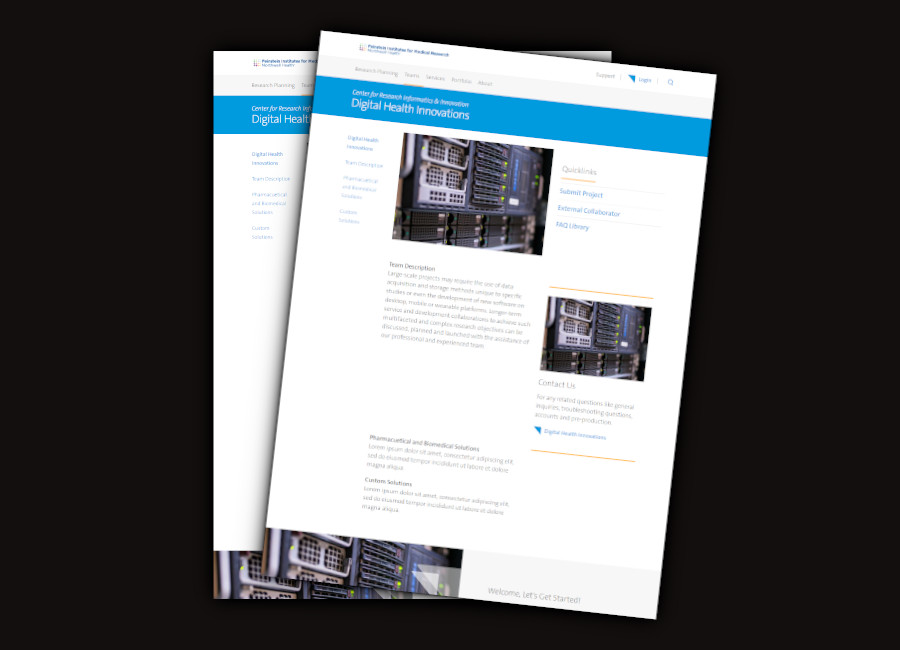 Feinstein Institutes for Med
Northwell Health
Research Planning Team
Center for Research Inf
Digital Healt
Digital Health
Innovations
Team Description
Pharmacuetical
and Biomedical
Solutions
Custom
Solutions
Feinstein Institutes for Medical Research
Northwell Health
Support
Login
Research Planning Teams Services Portfolio About
Center for Research Informatics & Innovation
Digital Health Innovations
Digital Health
Innovations
Team Description
Pharmacuetical
and Biomedical
Solutions
Custom
Solutions
Quicklinks
Submit Project
External Collaborator
FAQ Library
Team Description
Large scale projects may require the use of data
acquisition and storage methods unique to specific
studies or even the development of new software on
desktop, mobile or wearable platforms. Longer-term
service and development collaborations to achieve such
multifaceted and complex research objectives can be
discussed, planned and launched with the assistance of
our professional and experienced team.
Contact Us
For any related questions like general
inquiries, troubleshooting questions,
accounts and pre-production.
Digital Health Innovations
Pharmacuetical and Biomedical Solutions
Lorem ipsum dolor sit amet, consectetur adipiscing elit,
sed do eiusmod tempor incididunt ut labore et dolore
magna aliqua.
Custom Solutions
Lorem ipsum dolor sit amet, consectetur adipiscing elit,
sed do eiusmod tempor incididunt ut labore et dolore
magna aliqua
Welcome, Let's Get Started!